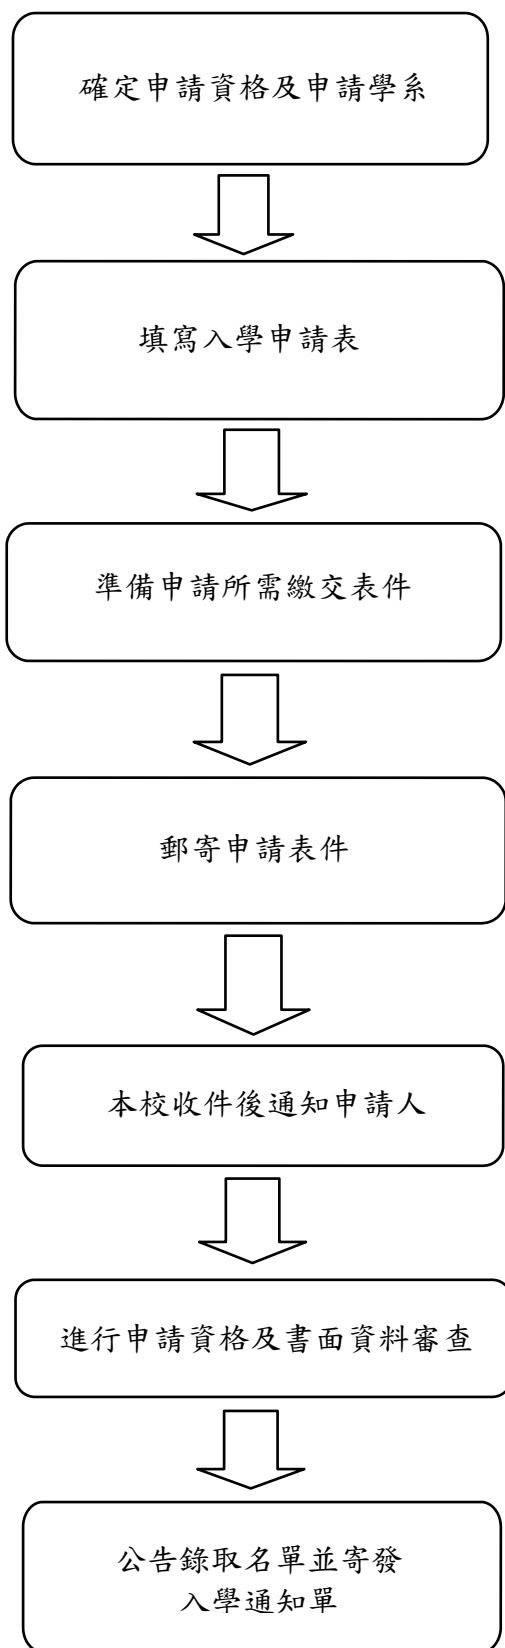 確定申請資格及申請學系
填寫入學申請表
準備申請所需繳交表件
郵寄申請表件
本校收件後通知申請人
進行申請資格及書面資料審查
公告錄取名單並寄發
入學通知單